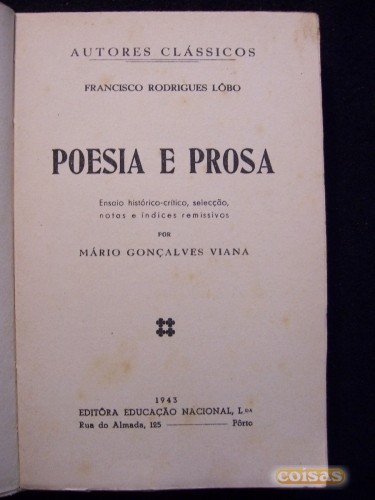 AUTORES CLÁSSICOS
FRANCISCO RODRIGUES LÔBO
POESIA E PROSA
Ensaio histórico-crítico, selecção,
notas e índices remissivos
POR
MÁRIO GONÇALVES VIANA
1943
EDITÔRA EDUCAÇÃO NACIONAL, L.DA
Rua do Almada, 125 — Pôrto
coisas